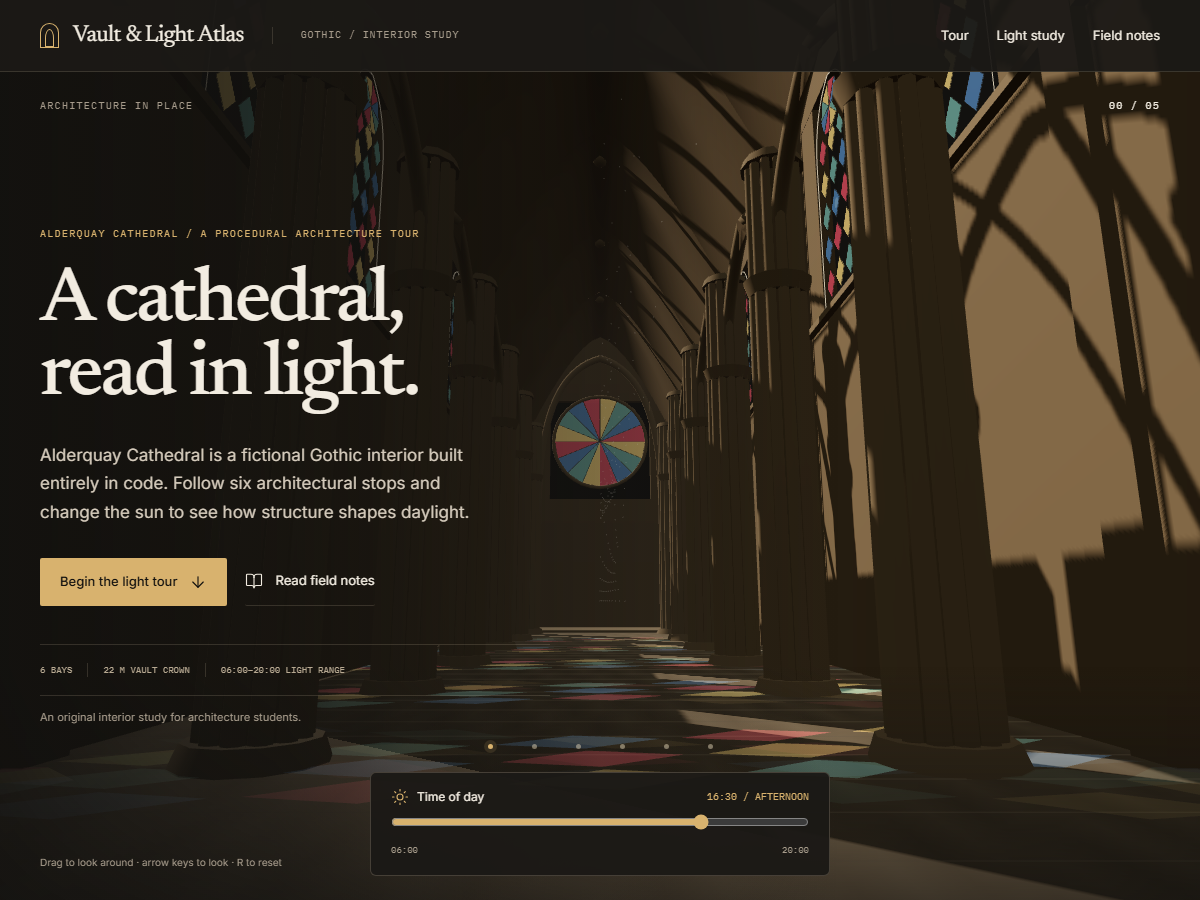 Vault & Light Atlas
GOTHIC / INTERIOR STUDY
Tour
Light study
Field notes
ARCHITECTURE IN PLACE
00 / 05
ALDERQUAY CATHEDRAL / A PROCEDURAL ARCHITECTURE TOUR
A cathedral,
read in light.
Alderquay Cathedral is a fictional Gothic interior built
entirely in code. Follow six architectural stops and
change the sun to see how structure shapes daylight.
Begin the light tour
Read field notes
6 BAYS
22 M VAULT CROWN
06:00–20:00 LIGHT RANGE
An original interior study for architecture students.
Time of day
16:30 / AFTERNOON
06:00
20:00
Drag to look around · arrow keys to look · R to reset